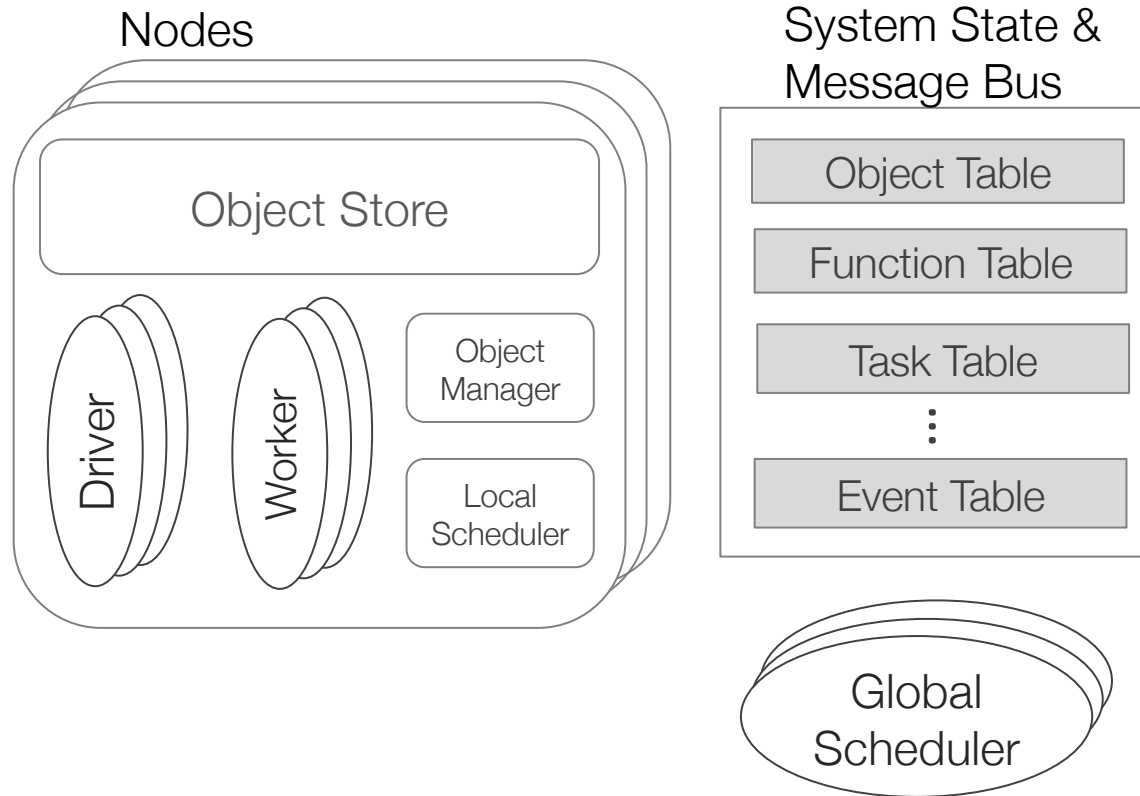 Nodes
System State &
Message Bus
Object Store
Driver
Worker
Object
Manager
Local
Scheduler
Object Table
Function Table
Task Table
Event Table
Global
Scheduler